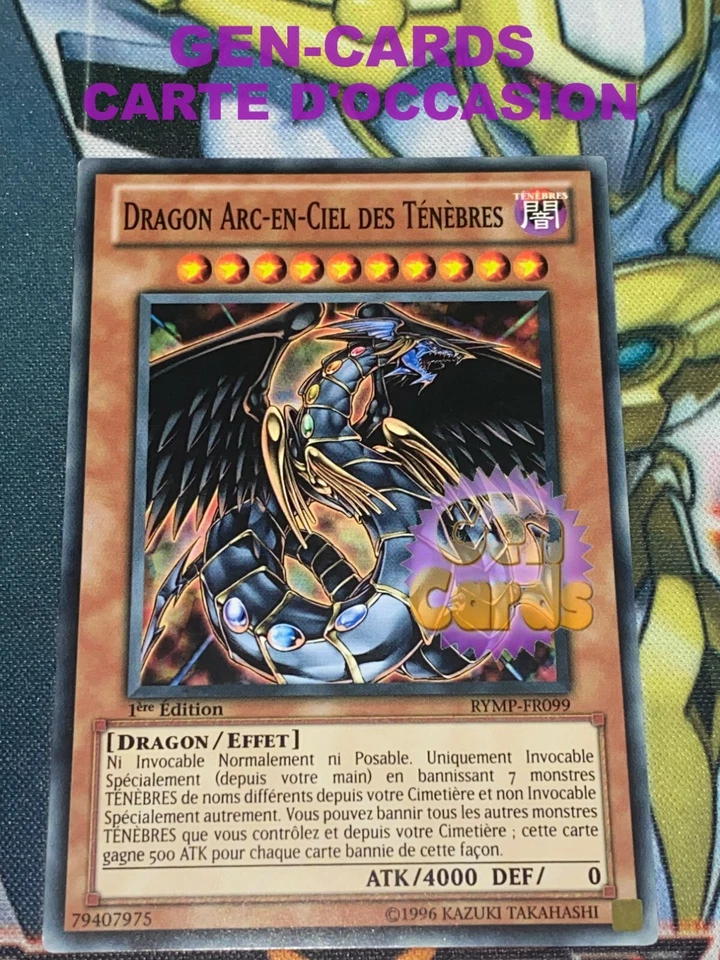 GEN-CARDS
CARTE D'OCCASION
DRAGON ARC-EN-CIEL DES TÉNÈBRES
TÉNÈBRES
闇
Gen
Cards
1ère Édition
RYMP-FR099
[DRAGON/EFFET]
Ni Invocable Normalement ni Posable. Uniquement Invocable
Spécialement (depuis votre main) en bannissant 7 monstres
TÉNÈBRES de noms différents depuis votre Cimetière et non Invocable
Spécialement autrement. Vous pouvez bannir tous les autres monstres
TÉNÈBRES que vous contrôlez et depuis votre Cimetière ; cette carte
gagne 500 ATK pour chaque carte bannie de cette façon.
ATK/4000 DEF/ 0
79407975
©1996 KAZUKI TAKAHASHI